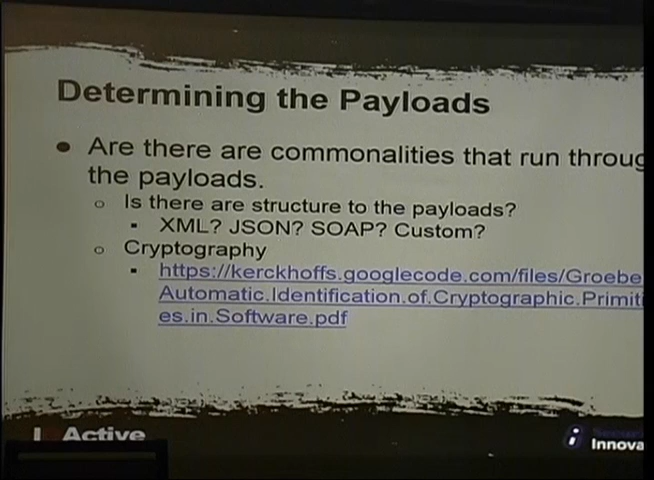 Determining the Payloads
● Are there are commonalities that run throug
the payloads.
○ Is there are structure to the payloads?
▪ XML? JSON? SOAP? Custom?
○ Cryptography
▪ https://kerckhoffs.googlecode.com/files/Groebe
Automatic.Identification.of.Cryptographic.Primiti
es.in.Software.pdf
Active
i Innova